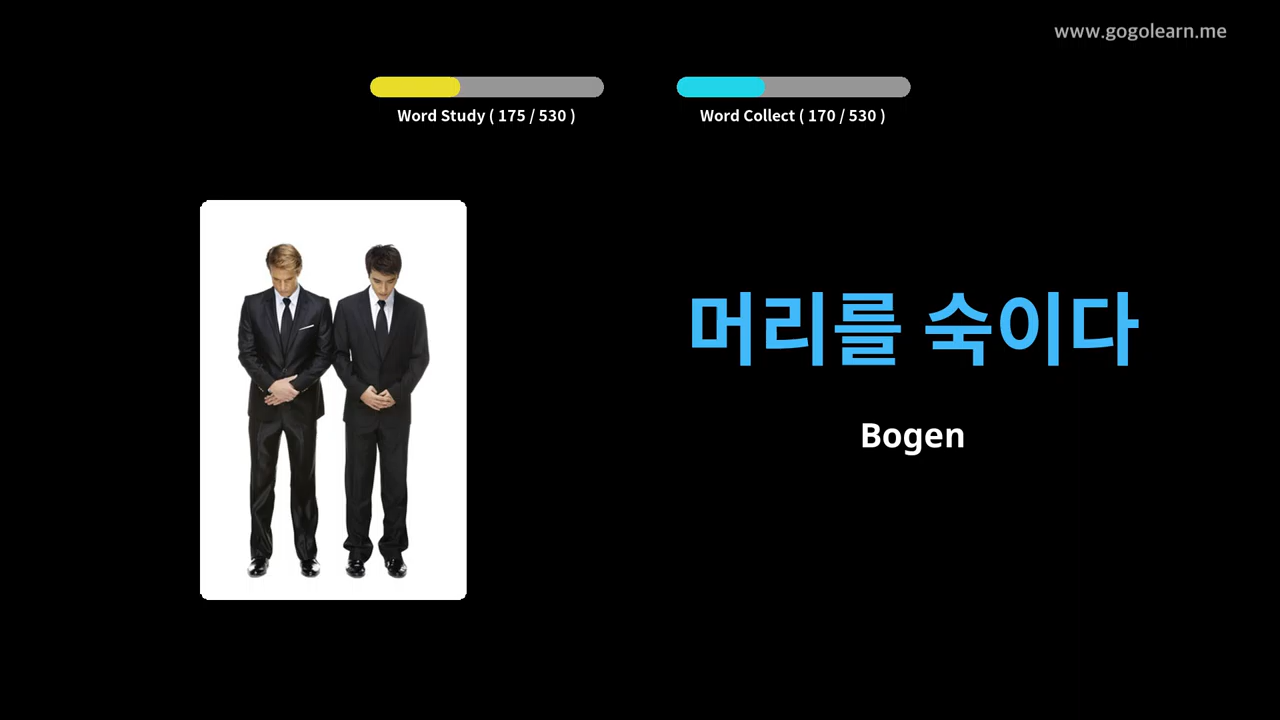 www.gogolearn.me
Word Study ( 175 / 530 )
Word Collect ( 170 / 530 )
머리를 숙이다
Bogen